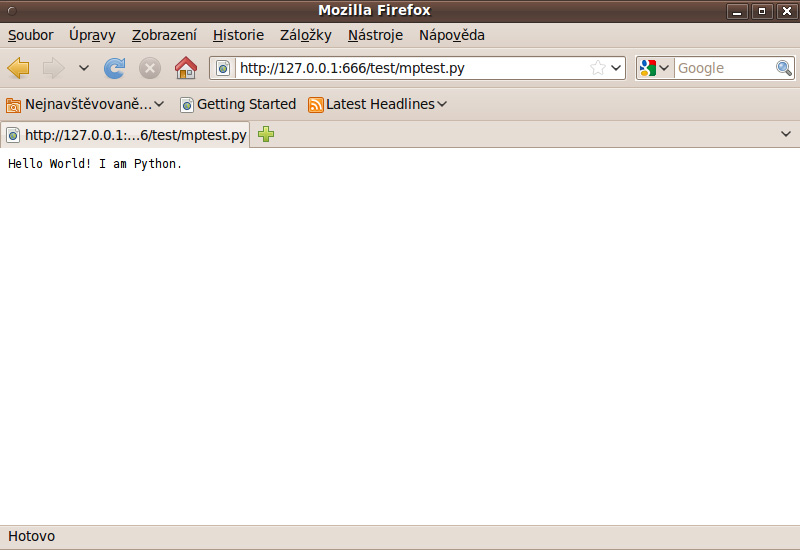 Mozilla Firefox
Soubor Úpravy Zobrazení Historie Záložky Nástroje Nápověda
http://127.0.0.1:666/test/mptest.py Google
Nejnavštěvovaně... Getting Started Latest Headlines
http://127.0.0.1:...6/test/mptest.py
Hello World! I am Python.
Hotovo